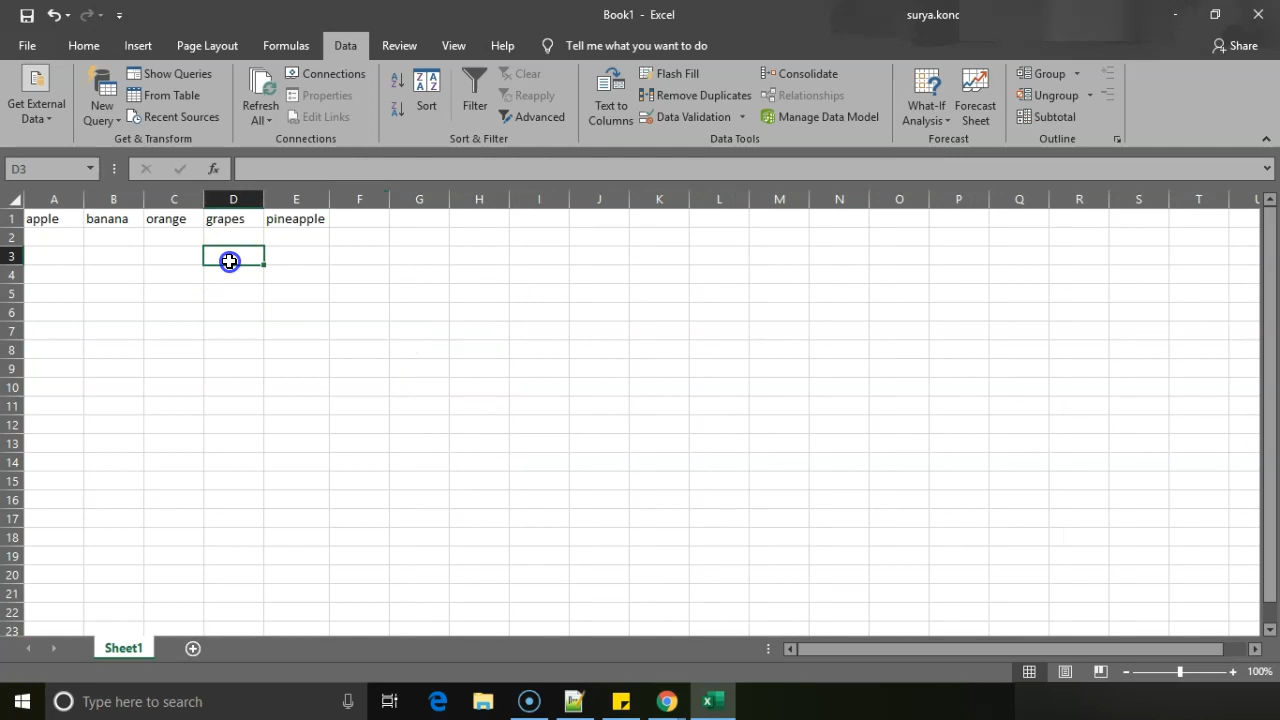 Book1 - Excel
surya.konc
File Home Insert Page Layout Formulas Data Review View Help Tell me what you want to do Share
Get External Data
New Query
Show Queries
From Table
Recent Sources
Get & Transform
Refresh All
Connections
Properties
Edit Links
Connections
Sort
Filter
Clear
Reapply
Advanced
Sort & Filter
Text to Columns
Flash Fill
Remove Duplicates
Data Validation
Consolidate
Relationships
Manage Data Model
Data Tools
What-If Analysis
Forecast Sheet
Forecast
Group
Ungroup
Subtotal
Outline
D3 fx
A B C D E F G H I J K L M N O P Q R S T U
1 apple banana orange grapes pineapple
2
3
4
5
6
7
8
9
10
11
12
13
14
15
16
17
18
19
20
21
22
23
Sheet1
100%
Type here to search